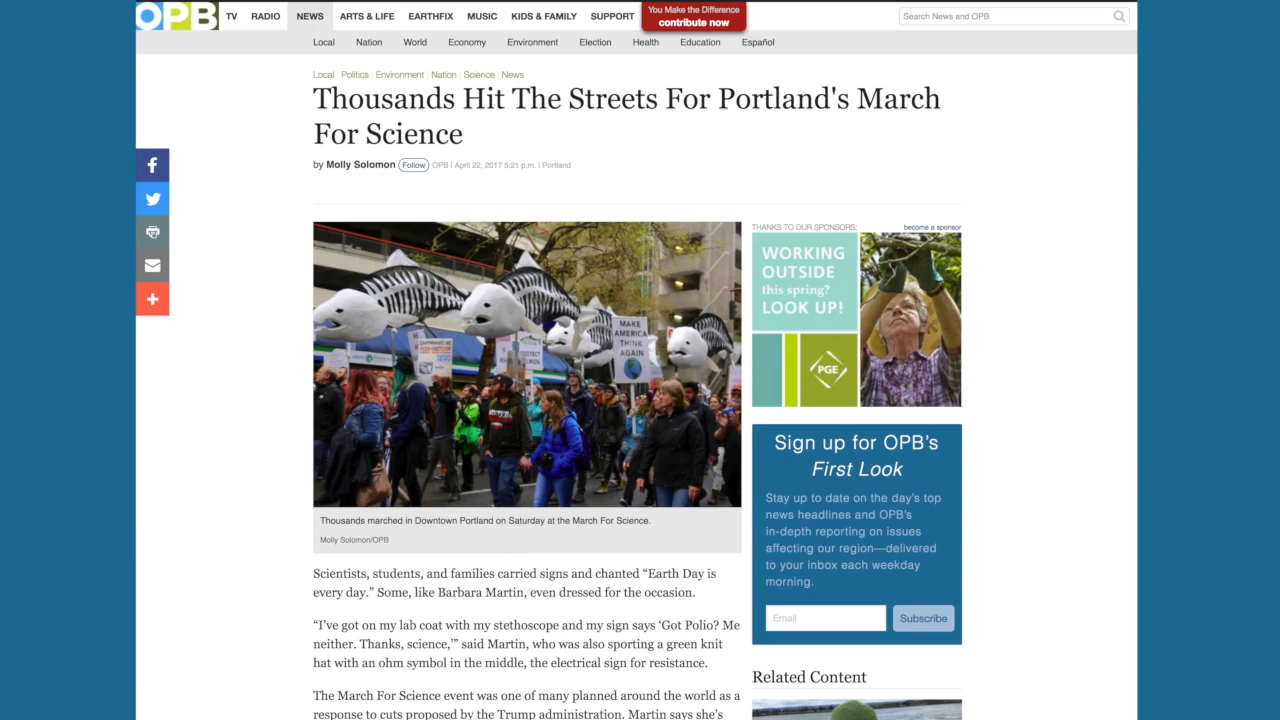 OPB
TV RADIO NEWS ARTS & LIFE EARTHFIX MUSIC KIDS & FAMILY SUPPORT
You Make the Difference
contribute now
Search News and OPB
Local Nation World Economy Environment Election Health Education Español
Local | Politics | Environment | Nation | Science | News
Thousands Hit The Streets For Portland's March
For Science
by Molly Solomon Follow OPB | April 22, 2017 5:21 p.m. | Portland
MAKE
AMERICA
THINK
AGAIN
PROTECT
Thousands marched in Downtown Portland on Saturday at the March For Science.
Molly Solomon/OPB
Scientists, students, and families carried signs and chanted “Earth Day is
every day.” Some, like Barbara Martin, even dressed for the occasion.
“I’ve got on my lab coat with my stethoscope and my sign says ‘Got Polio? Me
neither. Thanks, science,’” said Martin, who was also sporting a green knit
hat with an ohm symbol in the middle, the electrical sign for resistance.
The March For Science event was one of many planned around the world as a
response to cuts proposed by the Trump administration. Martin says she’s
THANKS TO OUR SPONSORS: become a sponsor
WORKING
OUTSIDE
this spring?
LOOK UP!
PGE
Sign up for OPB’s
First Look
Stay up to date on the day’s top
news headlines and OPB’s
in-depth reporting on issues
affecting our region—delivered
to your inbox each weekday
morning.
Email Subscribe
Related Content